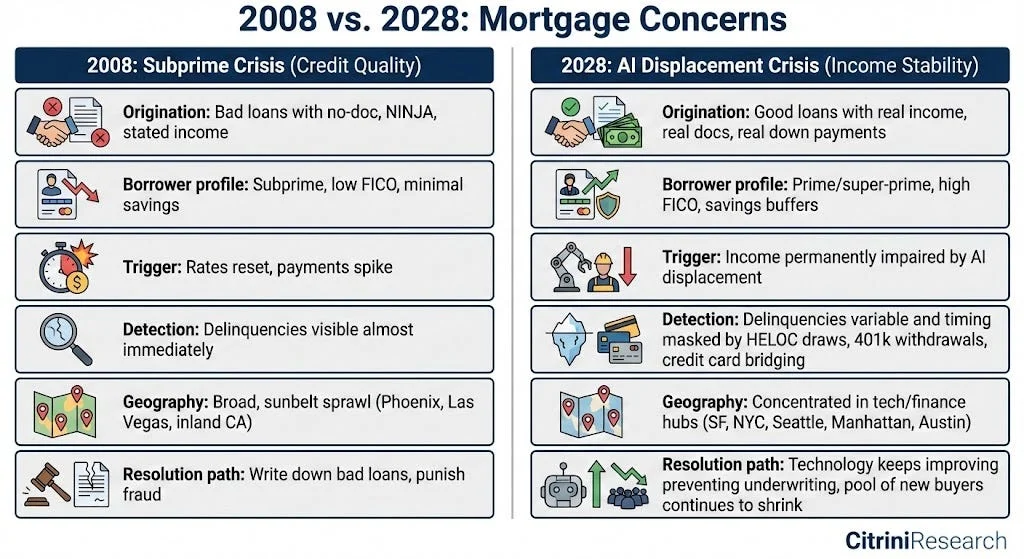 2008 vs. 2028: Mortgage Concerns
2008: Subprime Crisis (Credit Quality)
Origination: Bad loans with no-doc, NINJA,
stated income
Borrower profile: Subprime, low FICO, minimal
savings
Trigger: Rates reset, payments spike
Detection: Delinquencies visible almost
immediately
Geography: Broad, sunbelt sprawl (Phoenix, Las
Vegas, inland CA)
Resolution path: Write down bad loans, punish
fraud
2028: AI Displacement Crisis (Income Stability)
Origination: Good loans with real income,
real docs, real down payments
Borrower profile: Prime/super-prime, high
FICO, savings buffers
Trigger: Income permanently impaired by AI
displacement
Detection: Delinquencies variable and timing
masked by HELOC draws, 401k withdrawals,
credit card bridging
Geography: Concentrated in tech/finance
hubs (SF, NYC, Seattle, Manhattan, Austin)
Resolution path: Technology keeps improving
preventing underwriting, pool of new buyers
continues to shrink
CitriniResearch